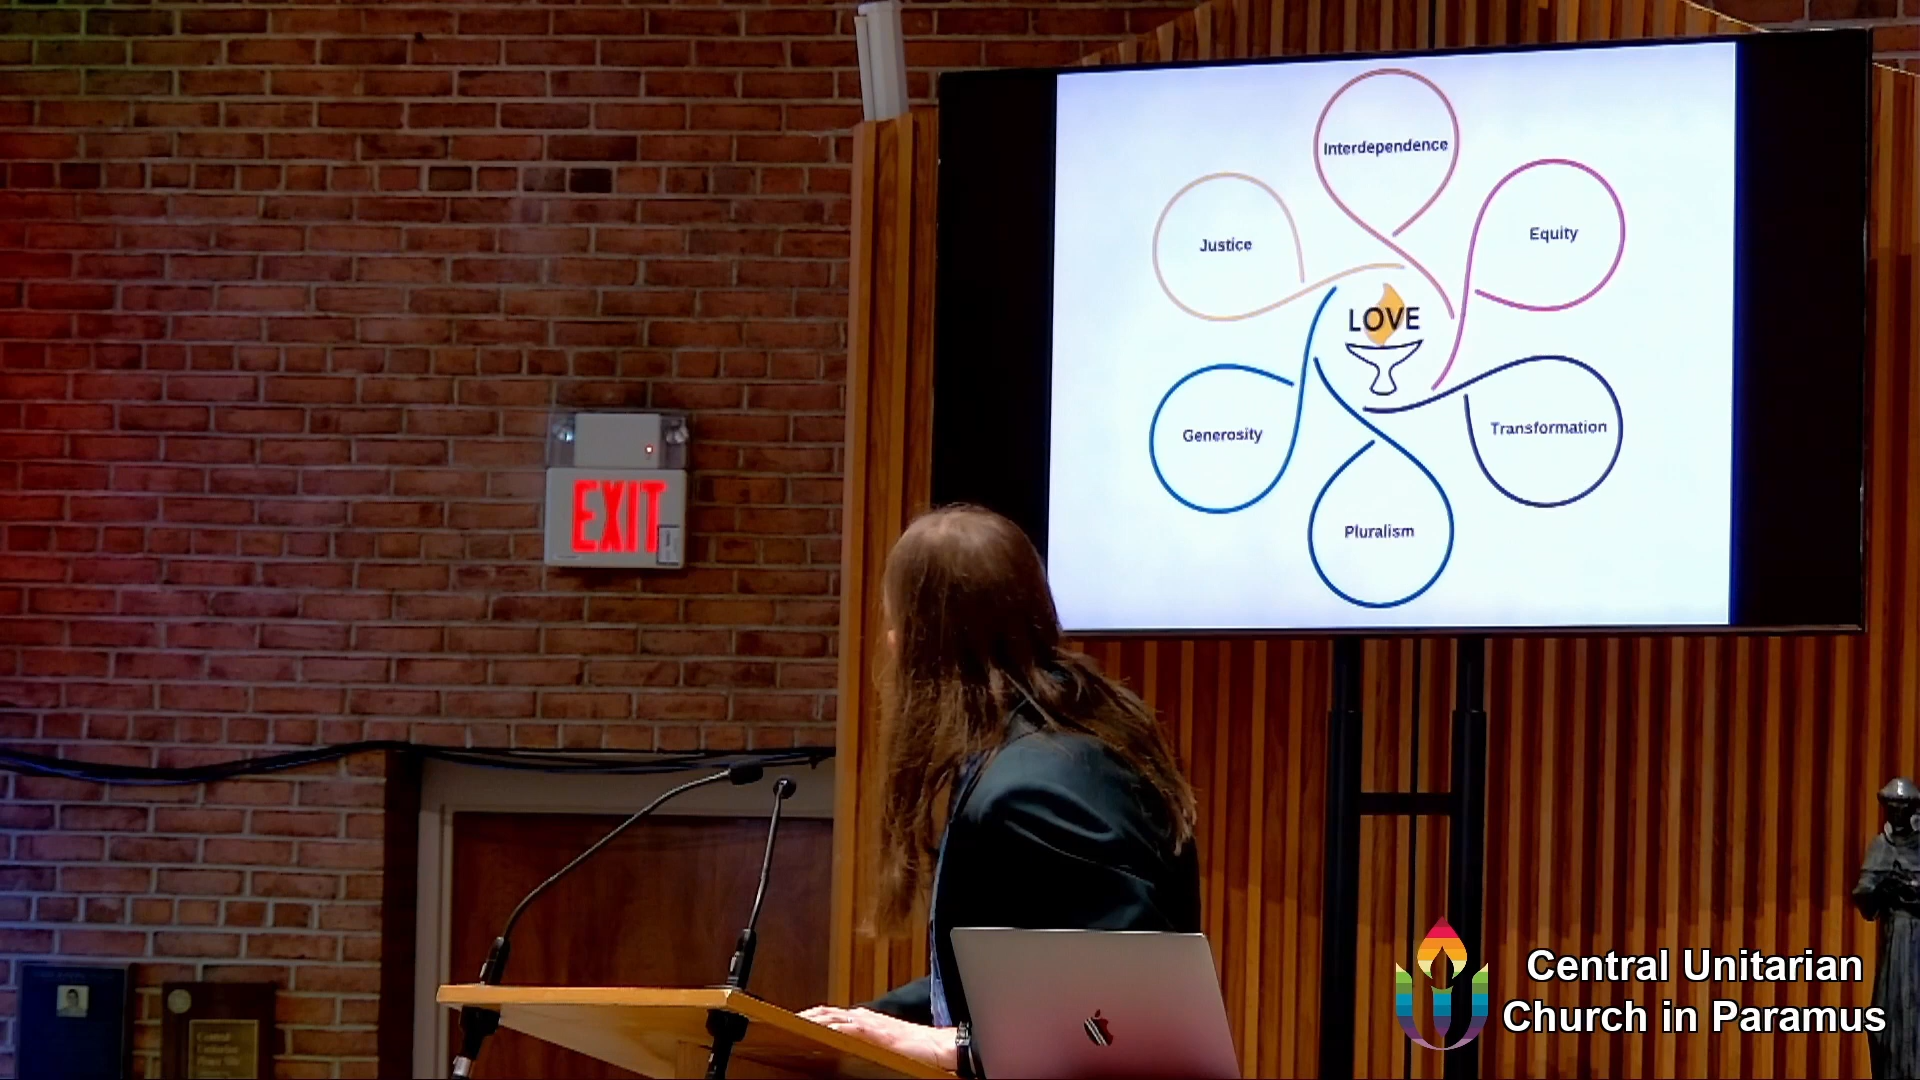 Interdependence
Justice
Equity
LOVE
Generosity
Transformation
Pluralism
EXIT
Central Unitarian
Church in Paramus